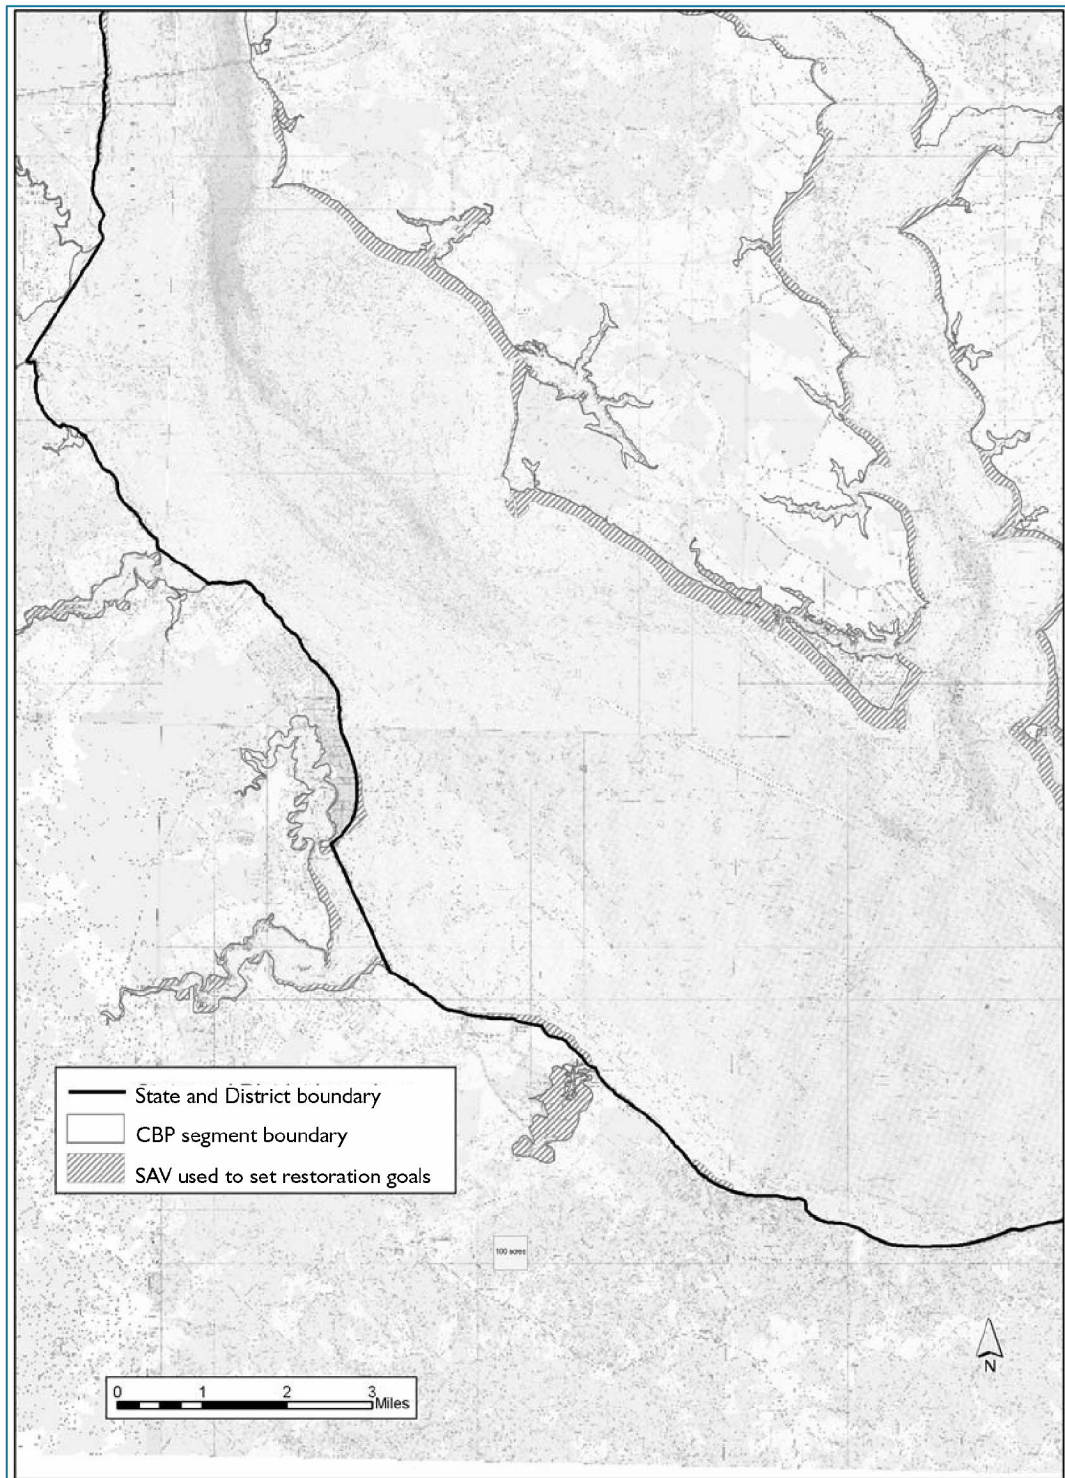 State and District boundary
CBP segment boundary
SAV used to set restoration goals
100 acres
N
0 1 2 3
Miles